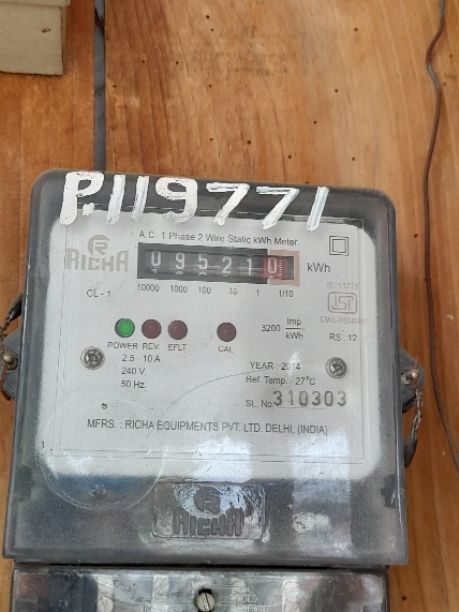 P.119771
A.C. 1 Phase 2 Wire Static kWh Meter.
RICHA
095210 kWh
CL - 1
10000 1000 100 10 1 1/10
IS: 13779
ISI
3200 Imp/kWh
RS : 12
POWER REV. EFLT CAL
2.5 - 10 A
240 V.
50 Hz.
YEAR : 2014
Ref. Temp. - 27°C
SL. No. 310303
MFRS. : RICHA EQUIPMENTS PVT. LTD. DELHI, (INDIA)
RICHA